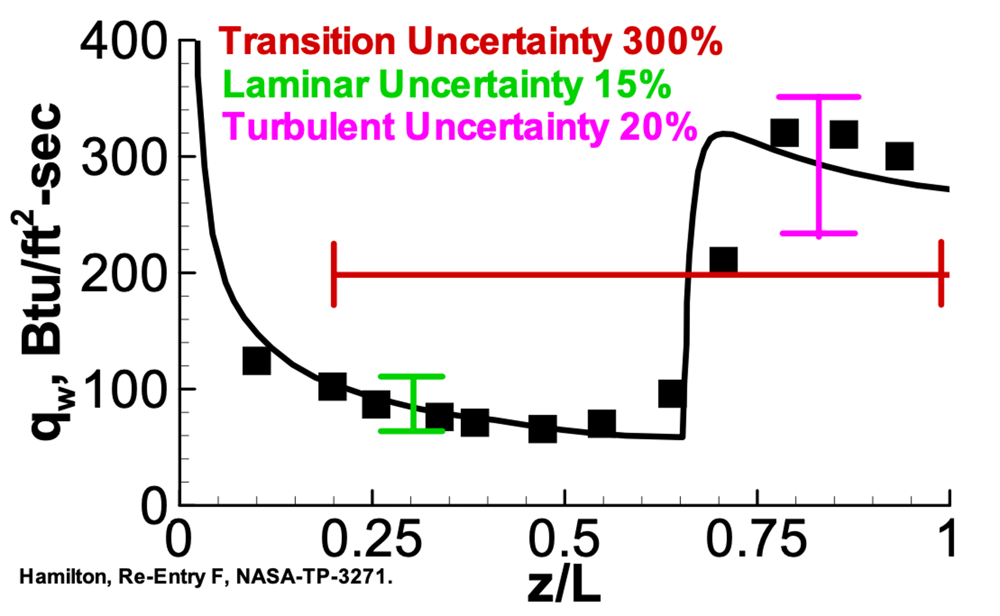 Transition Uncertainty 300%
Laminar Uncertainty 15%
Turbulent Uncertainty 20%
400
300
200
100
0
q_w, Btu/ft²-sec
0 0.25 0.5 0.75 1
z/L
Hamilton, Re-Entry F, NASA-TP-3271.